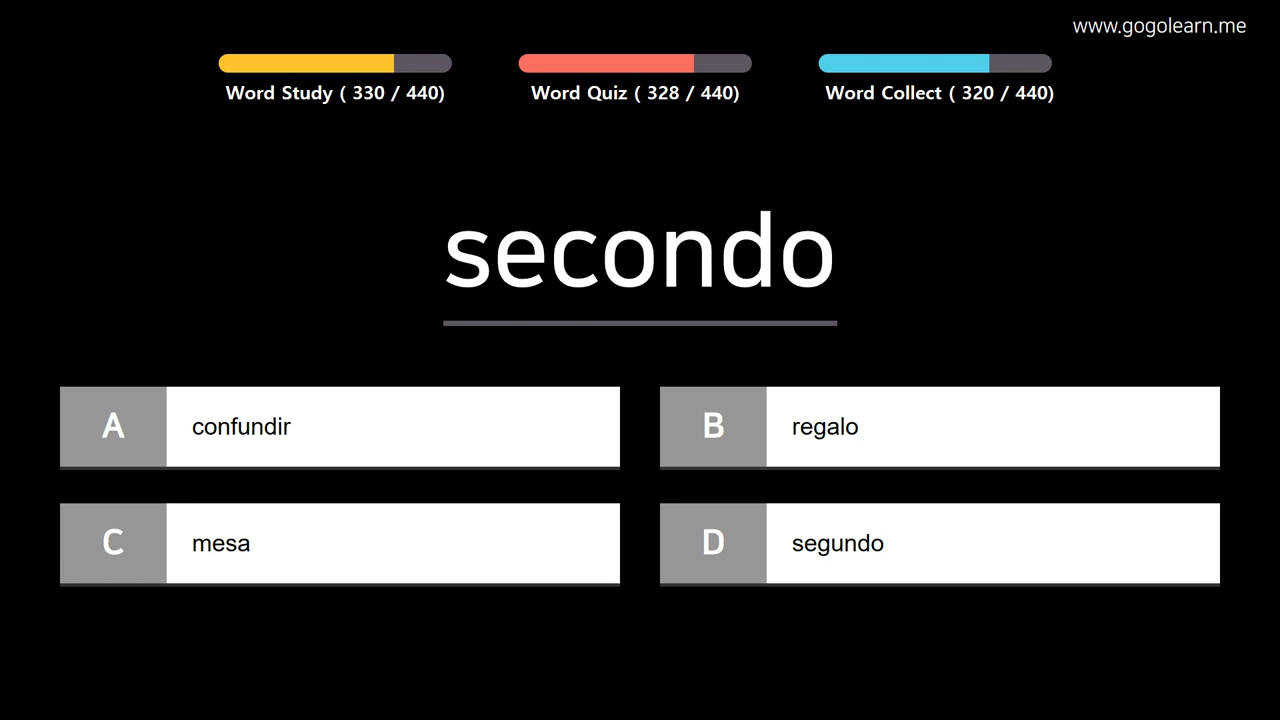 www.gogolearn.me
Word Study ( 330 / 440)
Word Quiz ( 328 / 440)
Word Collect ( 320 / 440)
secondo
A confundir
B regalo
C mesa
D segundo